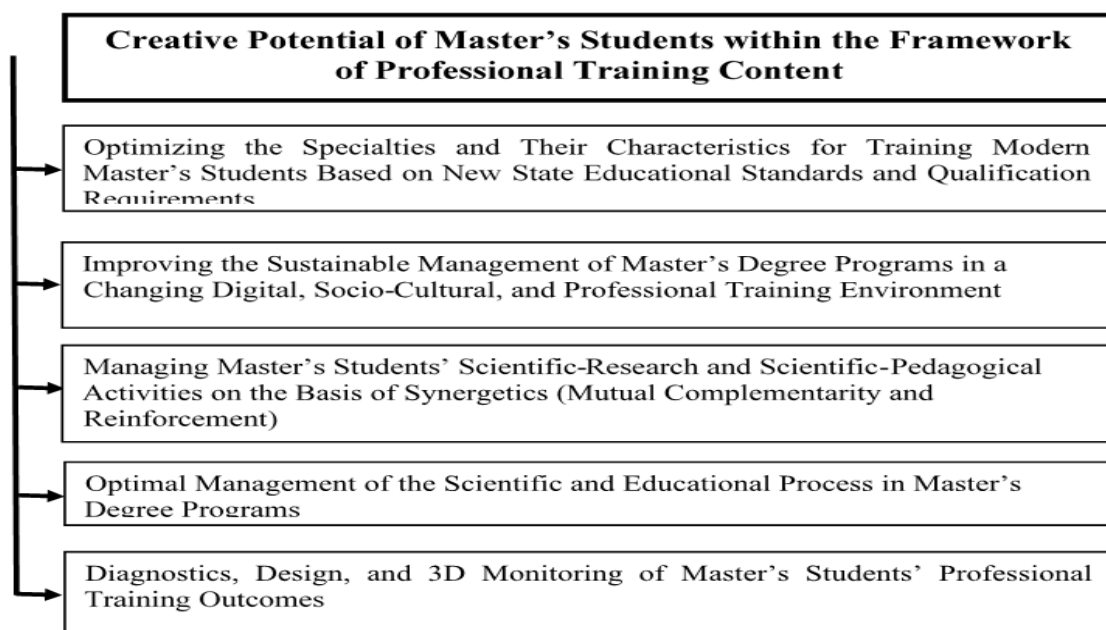 Creative Potential of Master’s Students within the Framework
of Professional Training Content
Optimizing the Specialties and Their Characteristics for Training Modern
Master’s Students Based on New State Educational Standards and Qualification
Requirements
Improving the Sustainable Management of Master’s Degree Programs in a
Changing Digital, Socio-Cultural, and Professional Training Environment
Managing Master’s Students’ Scientific-Research and Scientific-Pedagogical
Activities on the Basis of Synergetics (Mutual Complementarity and
Reinforcement)
Optimal Management of the Scientific and Educational Process in Master’s
Degree Programs
Diagnostics, Design, and 3D Monitoring of Master’s Students’ Professional
Training Outcomes